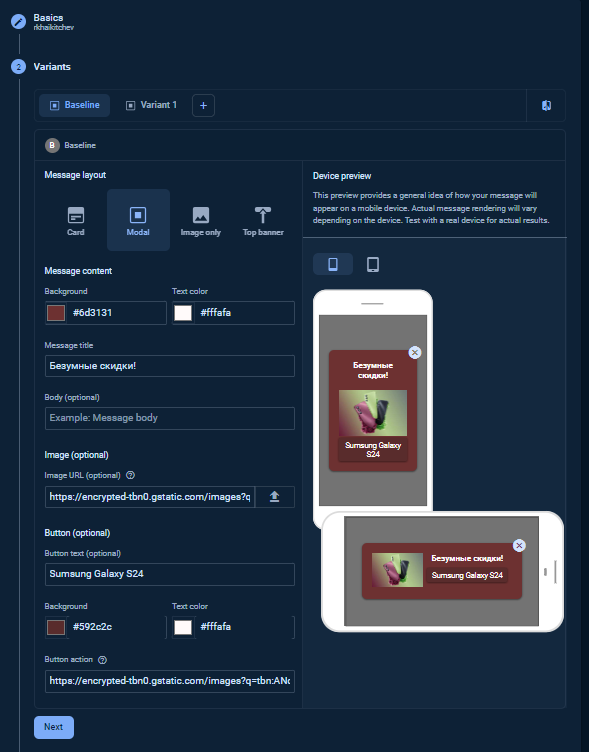 Basics
rkhaikitchev
2
Variants
Baseline
Variant 1
+
B
Baseline
Message layout
Card
Modal
Image only
Top banner
Message content
Background
Text color
#6d3131
#fffafa
Message title
Безумные скидки!
Body (optional)
Example: Message body
Image (optional)
Image URL (optional)
https://encrypted-tbn0.gstatic.com/images?q
Button (optional)
Button text (optional)
Sumsung Galaxy S24
Background
Text color
#592c2c
#fffafa
Button action
https://encrypted-tbn0.gstatic.com/images?q=tbn:ANc
Next
Device preview
This preview provides a general idea of how your message will
appear on a mobile device. Actual message rendering will vary
depending on the device. Test with a real device for actual results.
Безумные
скидки!
Sumsung Galaxy
S24
Безумные скидки!
Sumsung Galaxy S24